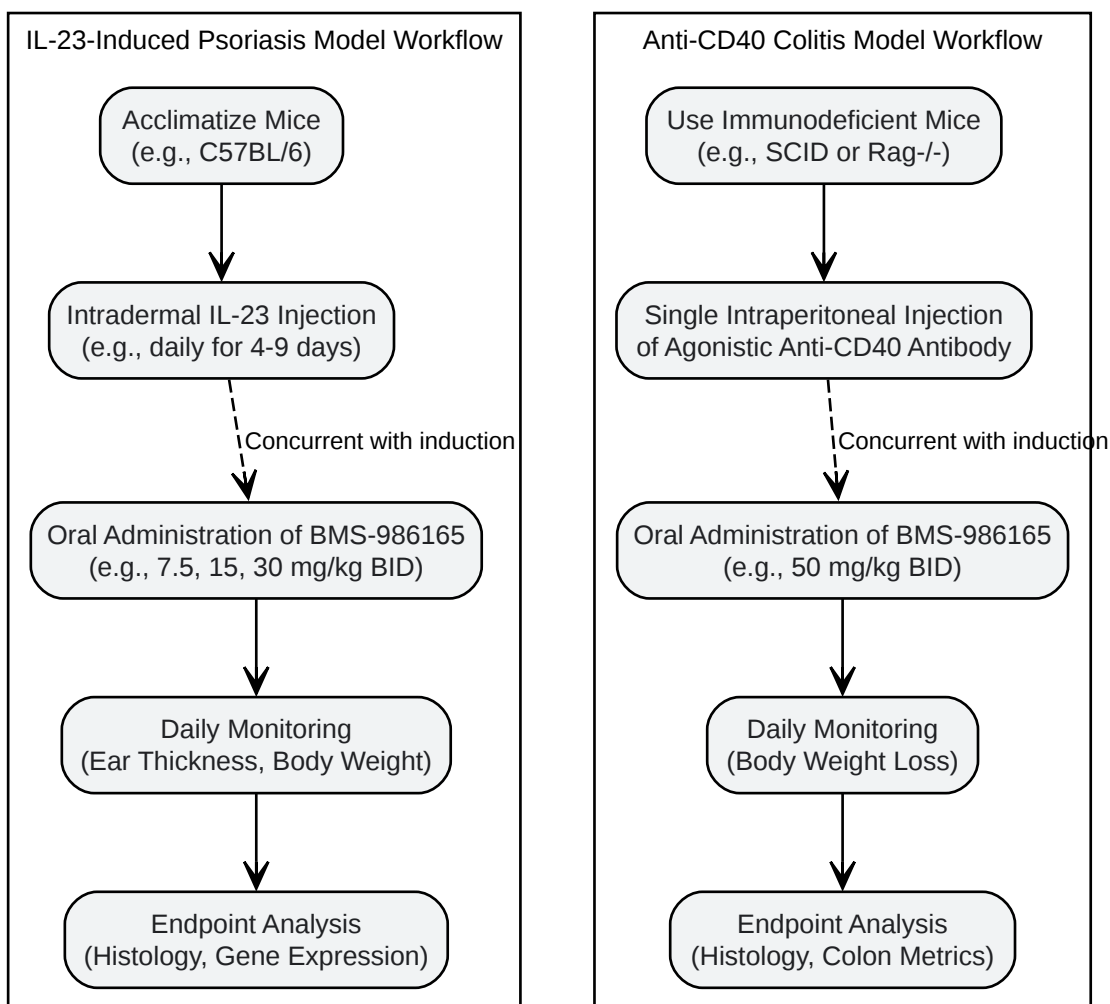 IL-23-Induced Psoriasis Model Workflow
Acclimatize Mice
(e.g., C57BL/6)
Intradermal IL-23 Injection
(e.g., daily for 4-9 days)
Concurrent with induction
Oral Administration of BMS-986165
(e.g., 7.5, 15, 30 mg/kg BID)
Daily Monitoring
(Ear Thickness, Body Weight)
Endpoint Analysis
(Histology, Gene Expression)
Anti-CD40 Colitis Model Workflow
Use Immunodeficient Mice
(e.g., SCID or Rag-/-)
Single Intraperitoneal Injection
of Agonistic Anti-CD40 Antibody
Concurrent with induction
Oral Administration of BMS-986165
(e.g., 50 mg/kg BID)
Daily Monitoring
(Body Weight Loss)
Endpoint Analysis
(Histology, Colon Metrics)